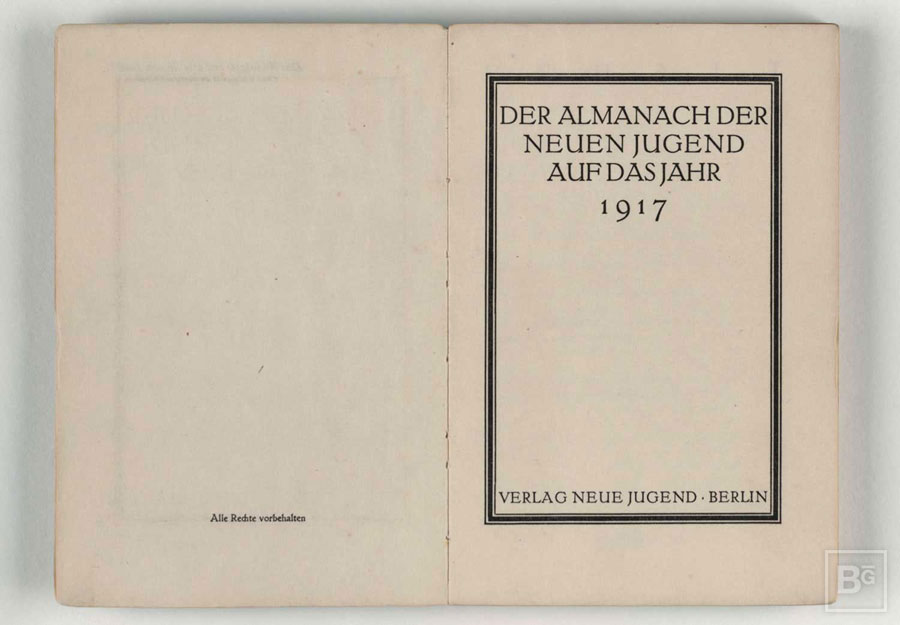 Alle Rechte vorbehalten
DER ALMANACH DER
NEUEN JUGEND
AUF DAS JAHR
1917
VERLAG NEUE JUGEND · BERLIN
BG